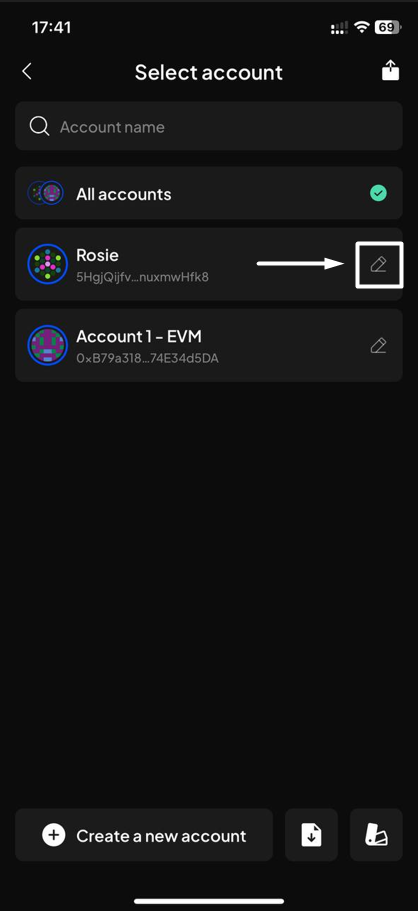 17:41
69
Select account
Account name
All accounts
Rosie
5HgjQijfv...nuxmwHfk8
Account 1 - EVM
0xB79a318...74E34d5DA
Create a new account